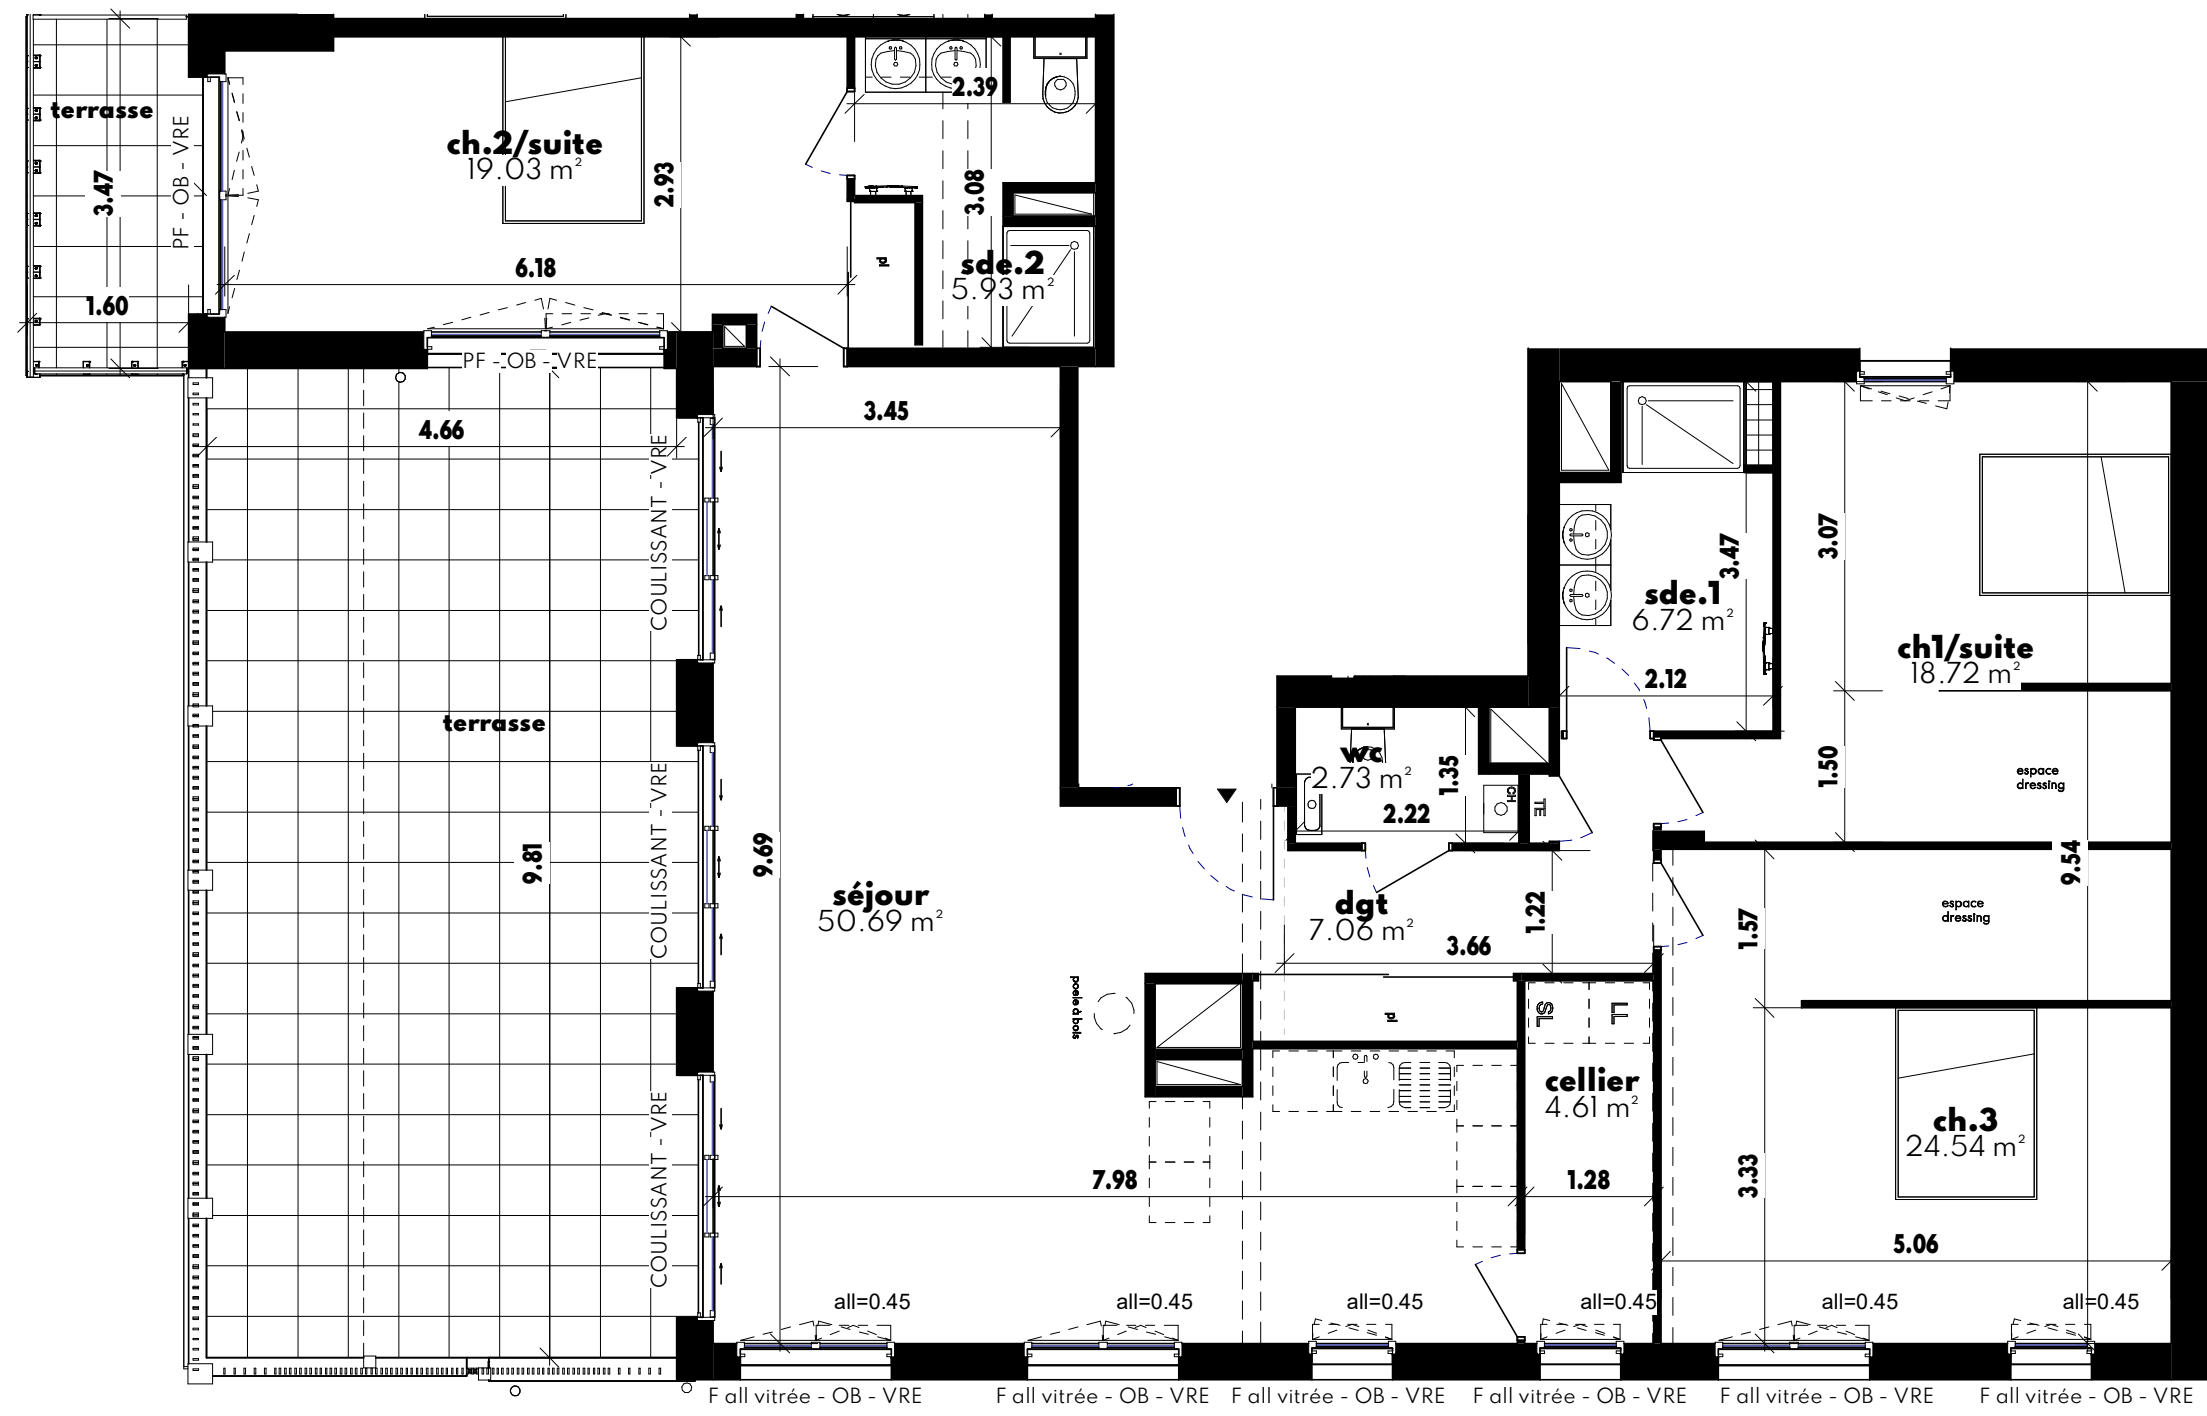 terrasse
3.47
1.60
PF - OB - VRE
ch.2/suite
19.03 m²
2.93
6.18
PF - OB - VRE
2.39
3.08
pl
sde.2
5.93 m²
4.66
COULISSANT - VRE
3.45
terrasse
9.81
COULISSANT - VRE
9.69
séjour
50.69 m²
COULISSANT - VRE
poele à bois
7.98
wc
2.73 m²
1.35
2.22
CH
TE
dgt
7.06 m²
1.22
3.66
pl
SL
LL
cellier
4.61 m²
1.28
sde.1
6.72 m²
3.47
2.12
3.07
ch1/suite
18.72 m²
1.50
espace
dressing
9.54
espace
dressing
1.57
ch.3
24.54 m²
3.33
5.06
all=0.45
all=0.45
all=0.45
all=0.45
all=0.45
all=0.45
F all vitrée - OB - VRE
F all vitrée - OB - VRE
F all vitrée - OB - VRE
F all vitrée - OB - VRE
F all vitrée - OB - VRE
F all vitrée - OB - VRE